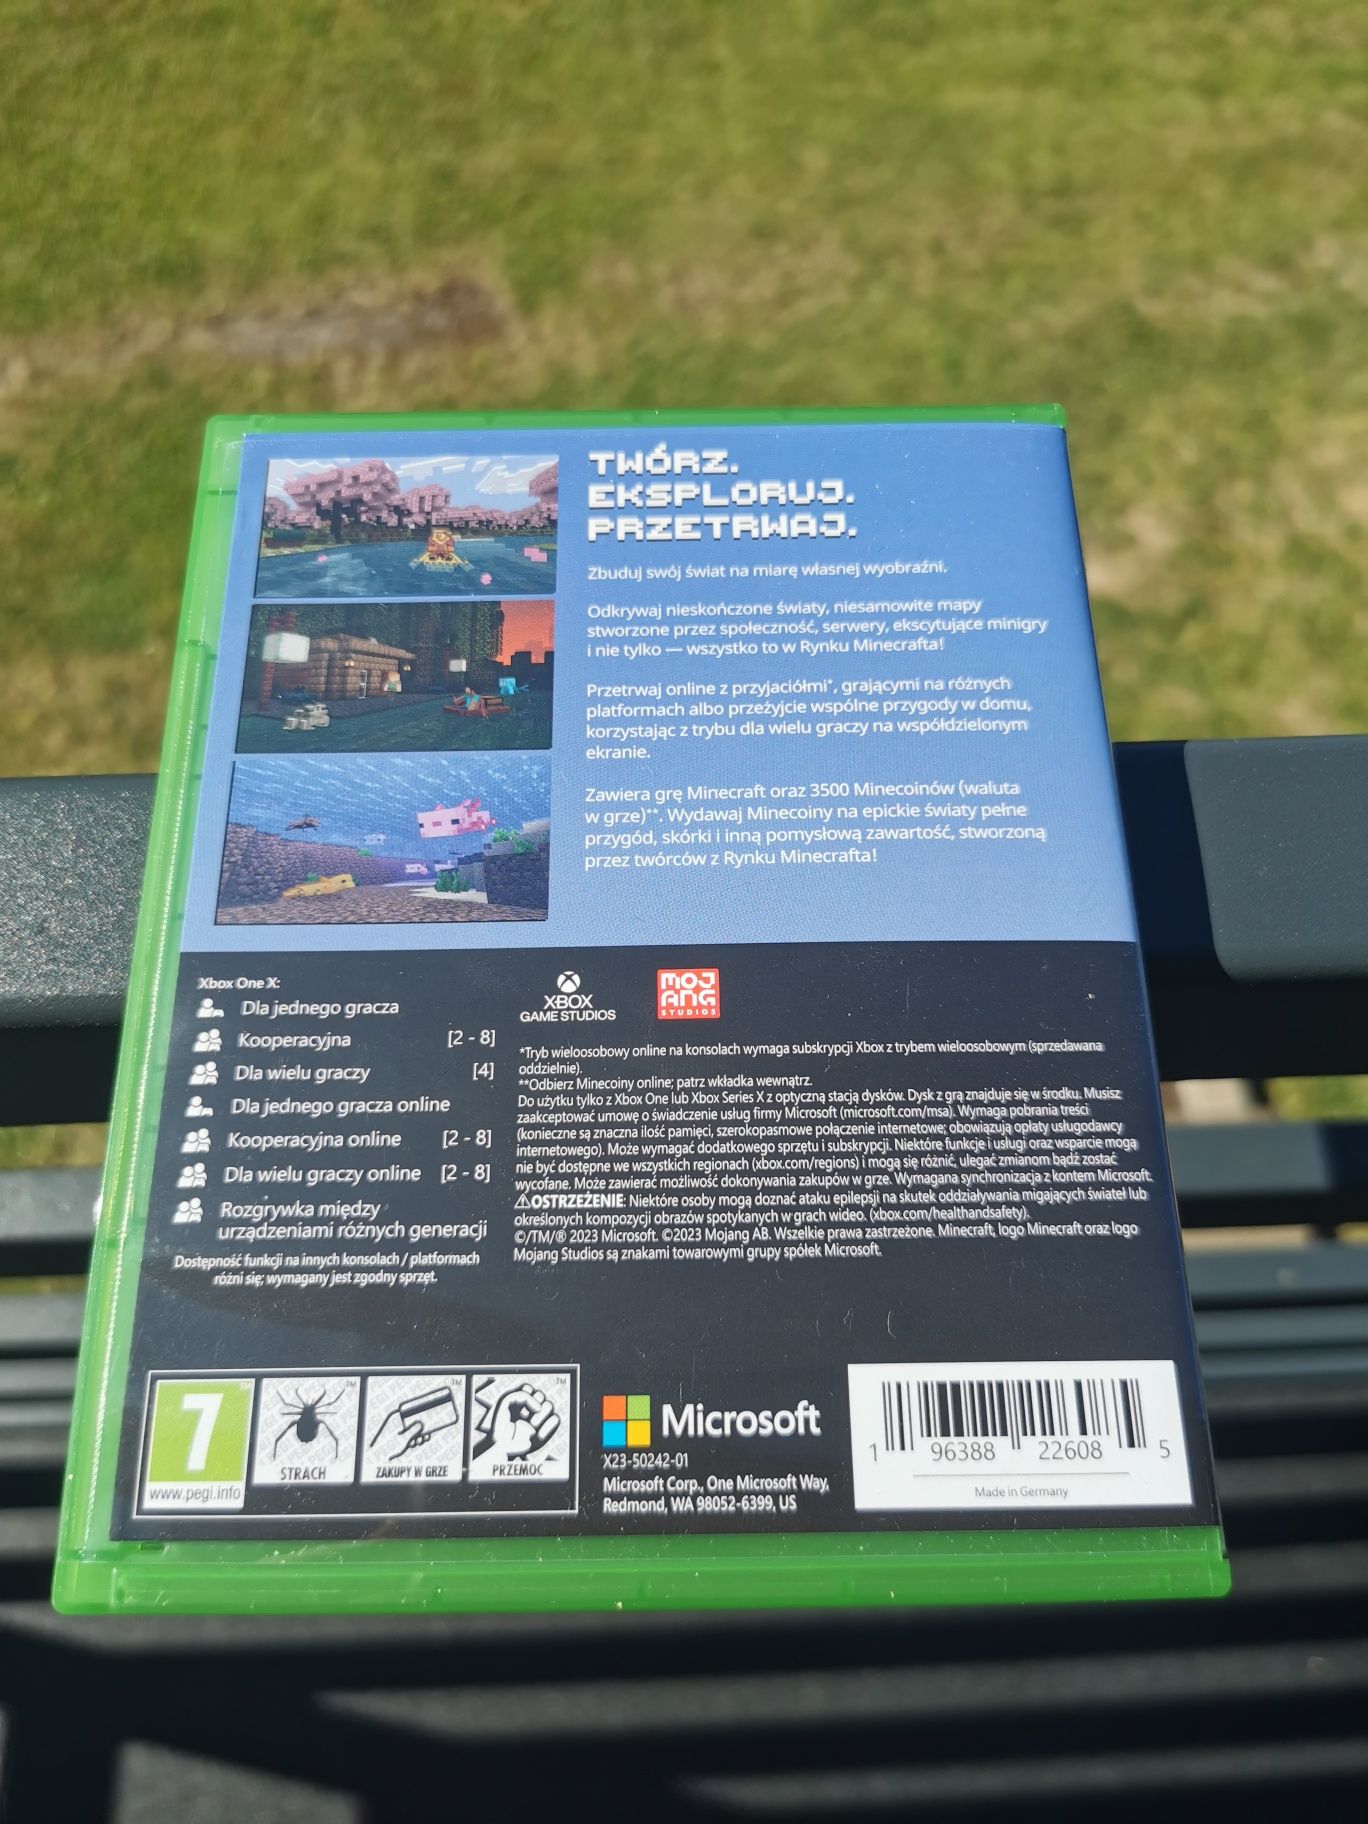 TWÓRZ.
EKSPLORUJ.
PRZETRWAJ.
Zbuduj swój świat na miarę własnej wyobraźni.
Odkrywaj nieskończone światy, niesamowite mapy
stworzone przez społeczność, serwery, ekscytujące minigry
i nie tylko — wszystko to w Rynku Minecrafta!
Przetrwaj online z przyjaciółmi*, grającymi na różnych
platformach albo przeżyjcie wspólne przygody w domu,
korzystając z trybu dla wielu graczy na współdzielonym
ekranie.
Zawiera grę Minecraft oraz 3500 Minecoinów (waluta
w grze)**. Wydawaj Minecoiny na epickie światy pełne
przygód, skórki i inną pomysłową zawartość, stworzoną
przez twórców z Rynku Minecrafta!
Xbox One X:
Dla jednego gracza
Kooperacyjna [2 - 8]
Dla wielu graczy [4]
Dla jednego gracza online
Kooperacyjna online [2 - 8]
Dla wielu graczy online [2 - 8]
Rozgrywka między
urządzeniami różnych generacji
Dostępność funkcji na innych konsolach / platformach
różni się; wymagany jest zgodny sprzęt.
XBOX
GAME STUDIOS
MOJ
ANG
STUDIOS
*Tryb wieloosobowy online na konsolach wymaga subskrypcji Xbox z trybem wieloosobowym (sprzedawana
oddzielnie).
**Odbierz Minecoiny online; patrz wkładka wewnątrz.
Do użytku tylko z Xbox One lub Xbox Series X z optyczną stacją dysków. Dysk z grą znajduje się w środku. Musisz
zaakceptować umowę o świadczenie usług firmy Microsoft (microsoft.com/msa). Wymaga pobrania treści
(konieczne są znaczna ilość pamięci, szerokopasmowe połączenie internetowe; obowiązują opłaty usługodawcy
internetowego). Może wymagać dodatkowego sprzętu i subskrypcji. Niektóre funkcje i usługi oraz wsparcie mogą
nie być dostępne we wszystkich regionach (xbox.com/regions) i mogą się różnić, ulegać zmianom bądź zostać
wycofane. Może zawierać możliwość dokonywania zakupów w grze. Wymagana synchronizacja z kontem Microsoft.
⚠OSTRZEŻENIE: Niektóre osoby mogą doznać ataku epilepsji na skutek oddziaływania migających świateł lub
określonych kompozycji obrazów spotykanych w grach wideo. (xbox.com/healthandsafety).
©/TM/® 2023 Microsoft. ©2023 Mojang AB. Wszelkie prawa zastrzeżone. Minecraft, logo Minecraft oraz logo
Mojang Studios są znakami towarowymi grupy spółek Microsoft.
7
www.pegi.info
STRACH
ZAKUPY W GRZE
PRZEMOC
Microsoft
X23-50242-01
Microsoft Corp., One Microsoft Way,
Redmond, WA 98052-6399, US
1 96388 22608 5
Made in Germany